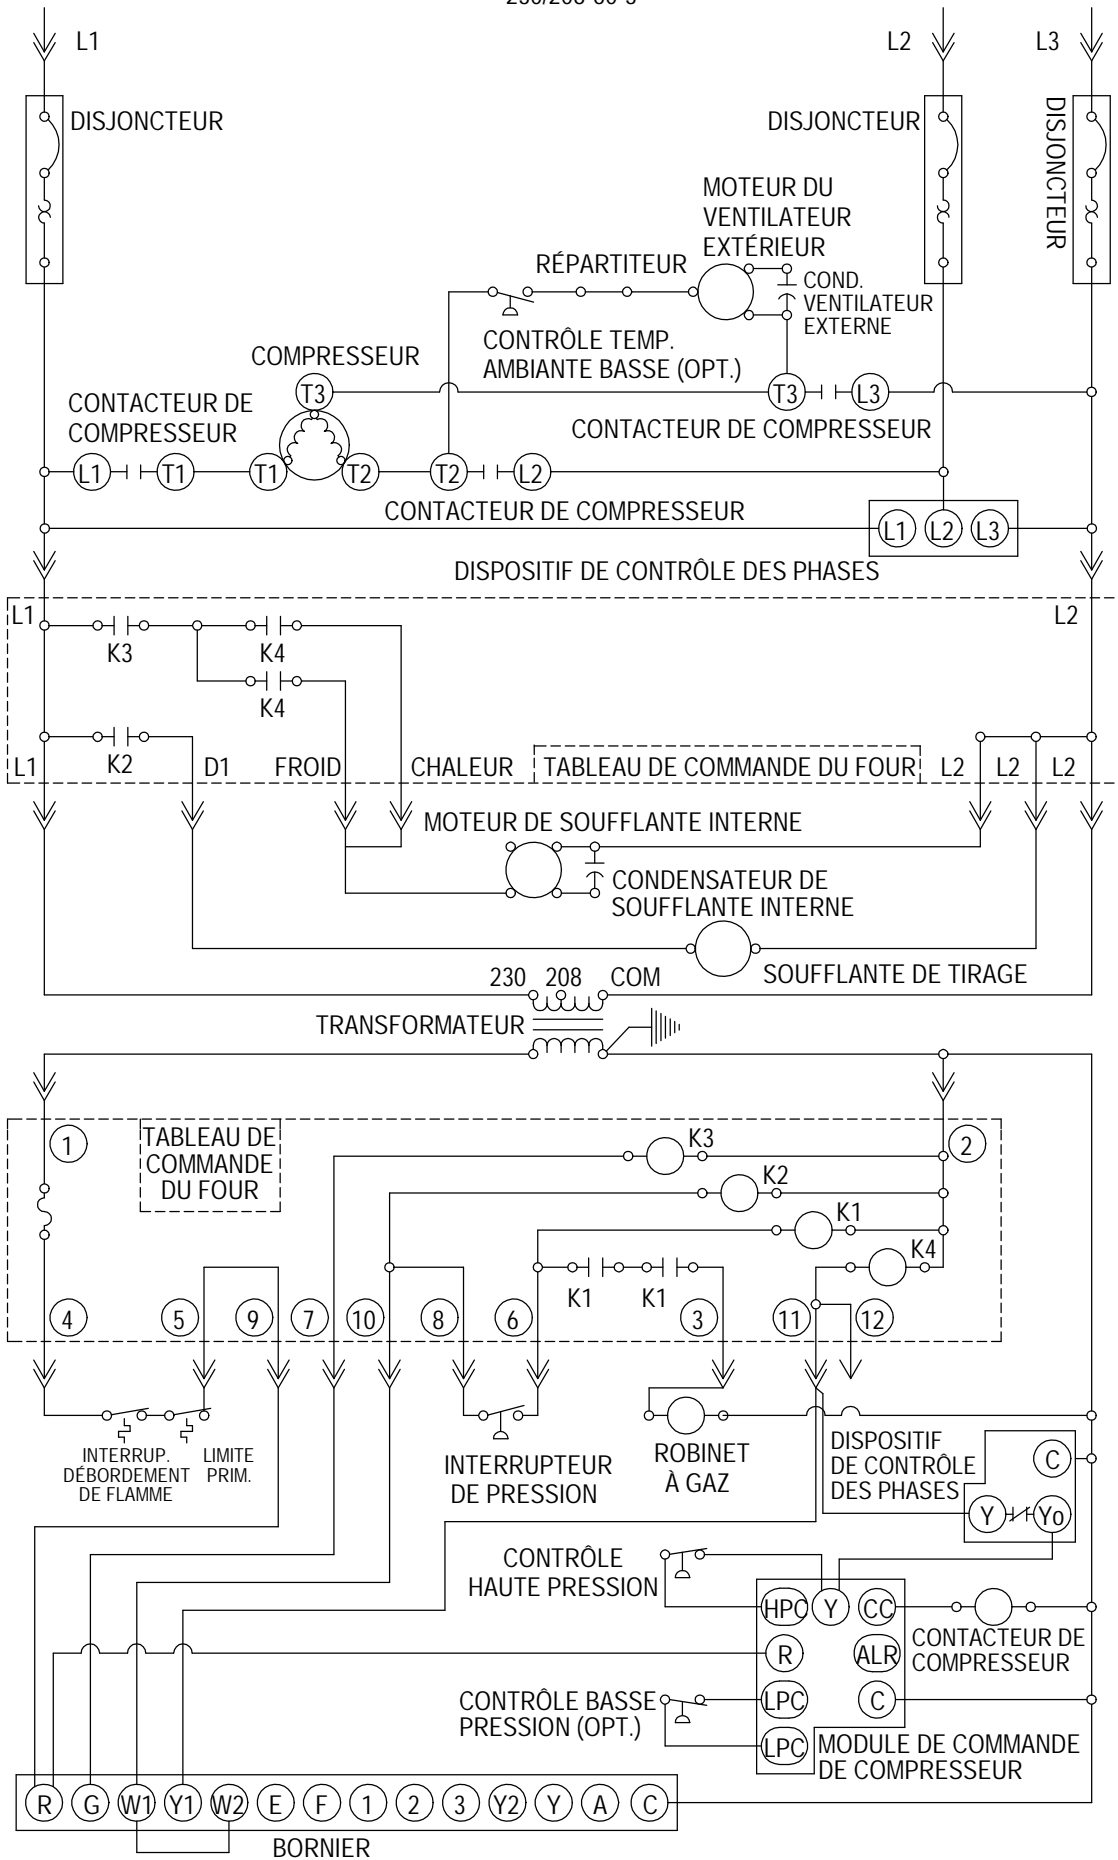 L1
L2
L3
DISJONCTEUR
DISJONCTEUR
DISJONCTEUR
MOTEUR DU
VENTILATEUR
EXTÉRIEUR
RÉPARTITEUR
COND.
VENTILATEUR
EXTERNE
CONTRÔLE TEMP.
AMBIANTE BASSE (OPT.)
COMPRESSEUR
T3
T3
L3
CONTACTEUR DE
COMPRESSEUR
CONTACTEUR DE COMPRESSEUR
L1
T1
T1
T2
T2
L2
CONTACTEUR DE COMPRESSEUR
L1
L2
L3
DISPOSITIF DE CONTRÔLE DES PHASES
L1
L2
K3
K4
K4
K2
L1
D1
FROID
CHALEUR
TABLEAU DE COMMANDE DU FOUR
L2
L2
L2
MOTEUR DE SOUFFLANTE INTERNE
CONDENSATEUR DE
SOUFFLANTE INTERNE
SOUFFLANTE DE TIRAGE
230
208
COM
TRANSFORMATEUR
1
TABLEAU DE
COMMANDE
DU FOUR
K3
2
K2
K1
K4
K1
K1
4
5
9
7
10
8
6
3
11
12
INTERRUP.
DÉBORDEMENT
DE FLAMME
LIMITE
PRIM.
INTERRUPTEUR
DE PRESSION
ROBINET
À GAZ
DISPOSITIF
DE CONTRÔLE
DES PHASES
C
Y
Yo
CONTRÔLE
HAUTE PRESSION
HPC
Y
CC
R
ALR
CONTACTEUR DE
COMPRESSEUR
CONTRÔLE BASSE
PRESSION (OPT.)
LPC
C
LPC
MODULE DE COMMANDE
DE COMPRESSEUR
R
G
W1
Y1
W2
E
F
1
2
3
Y2
Y
A
C
BORNIER